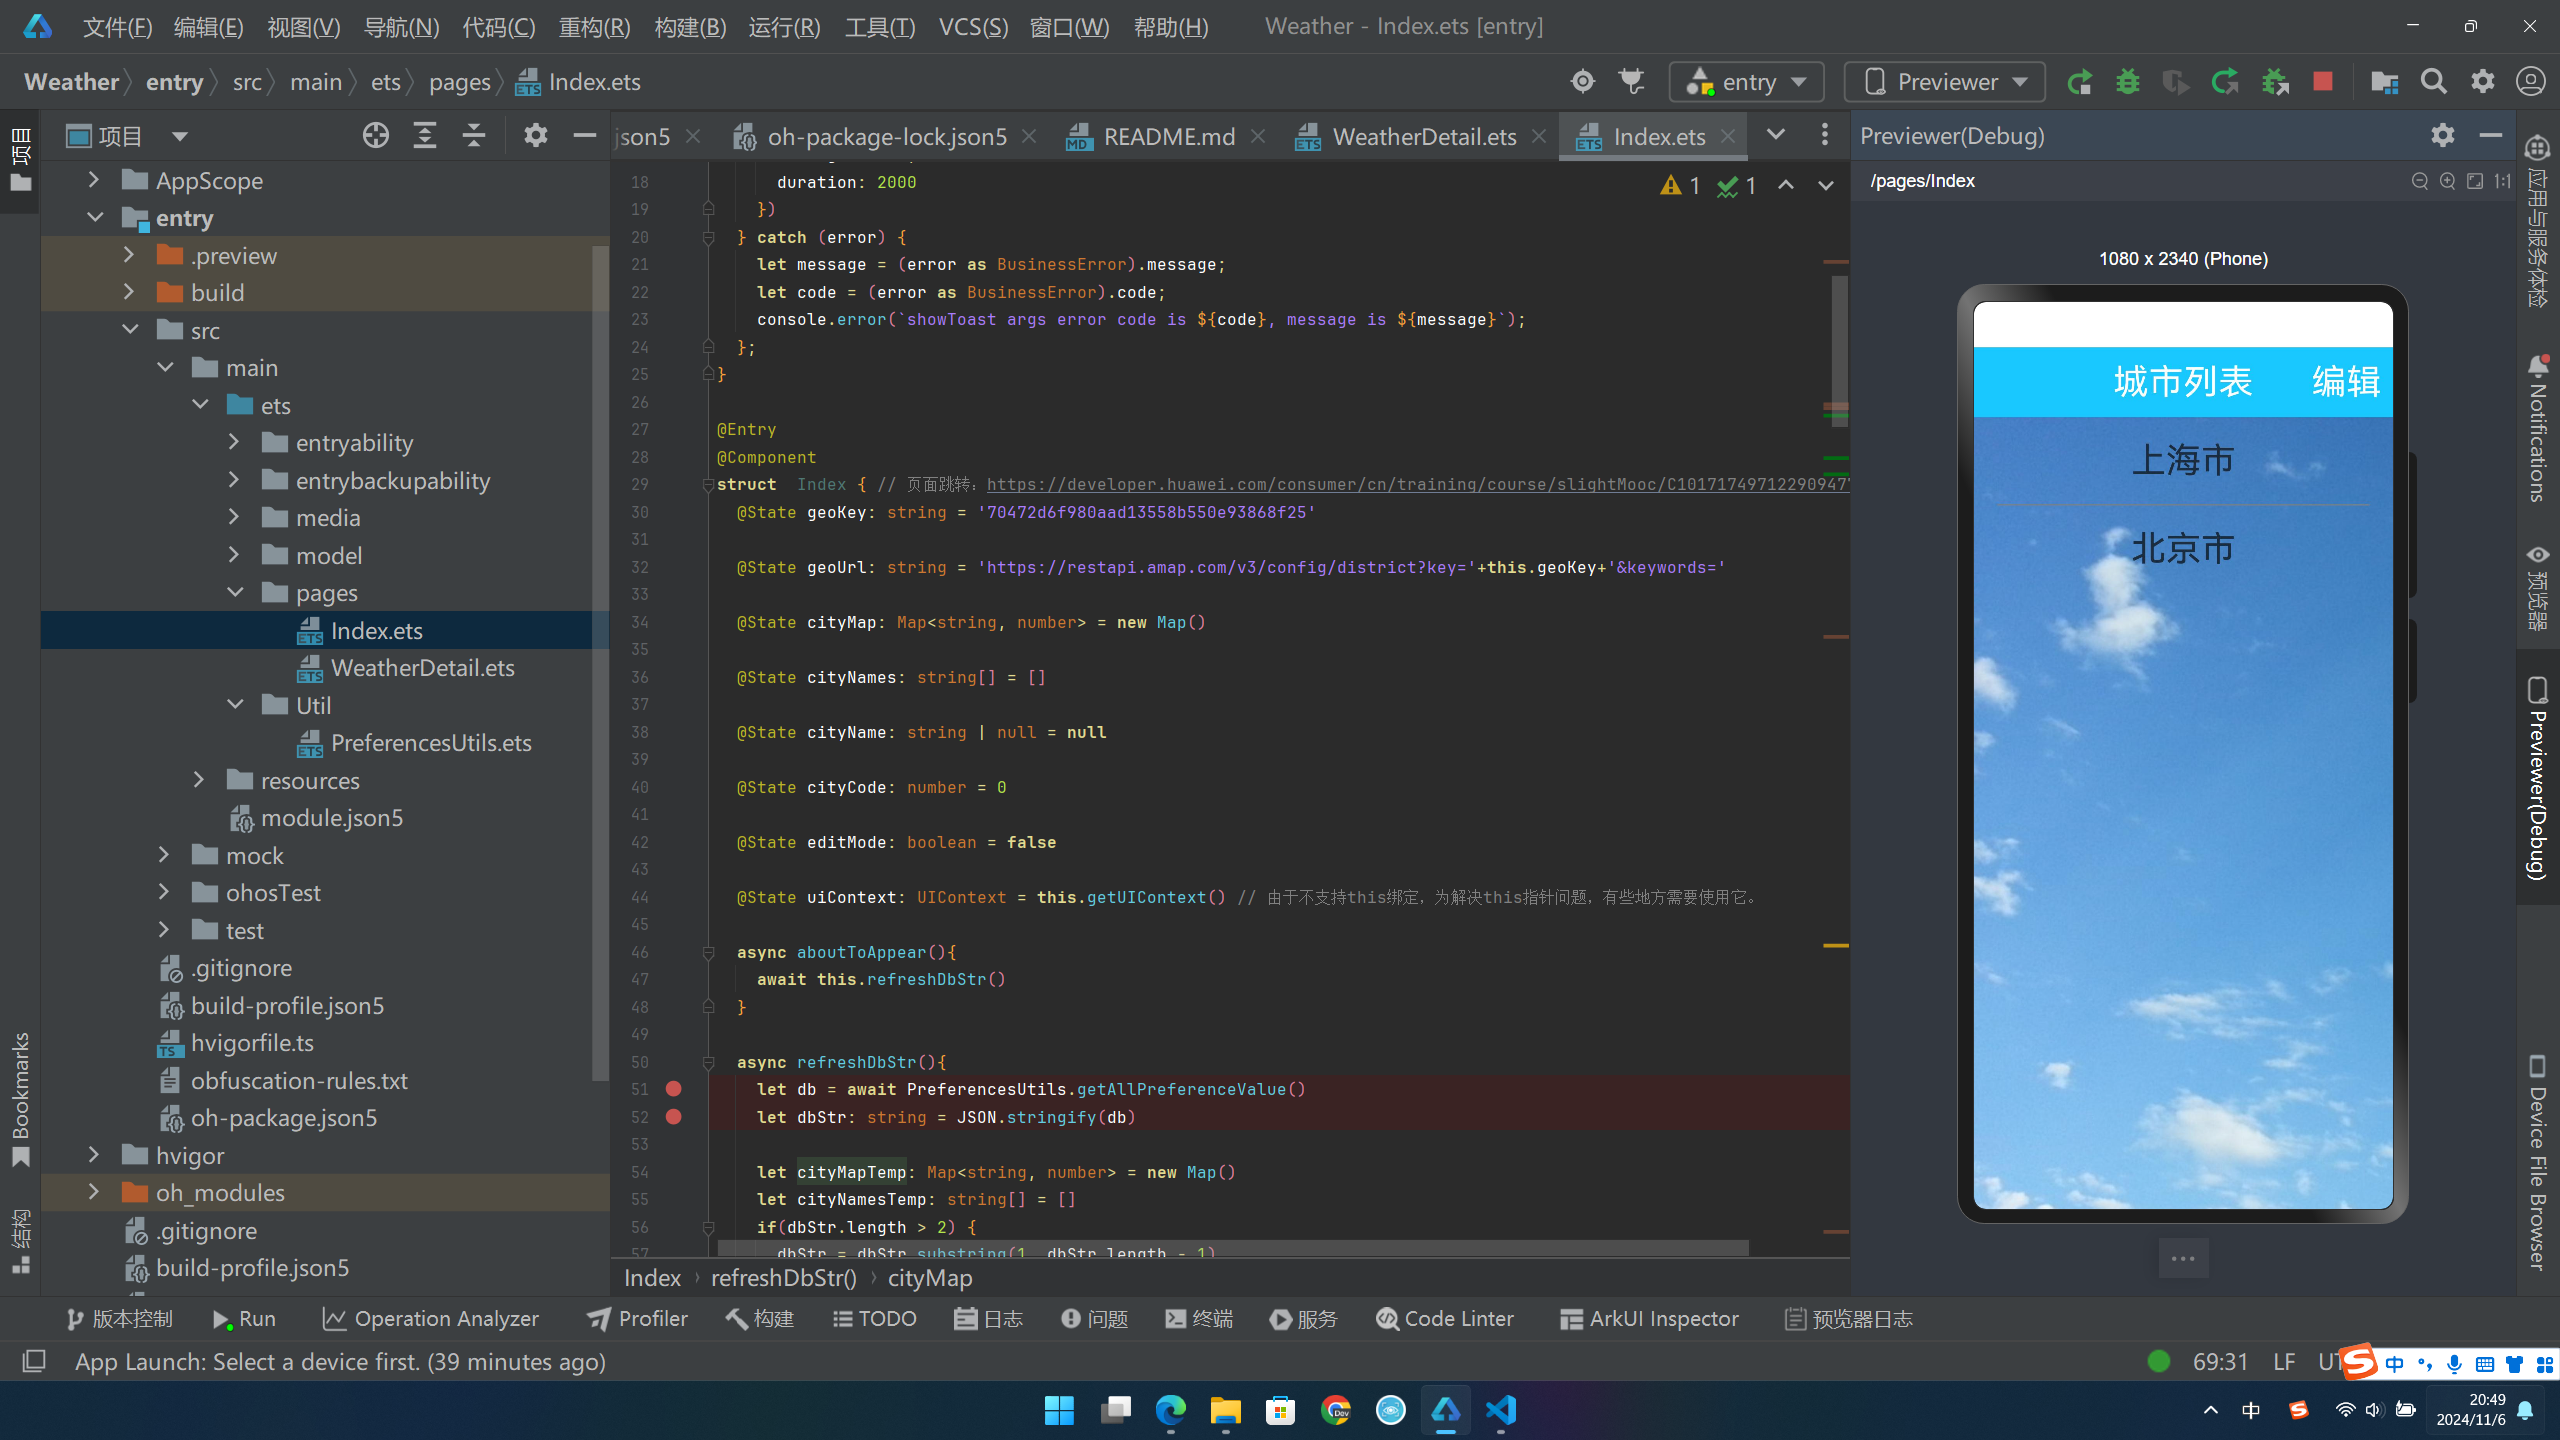 文件(F) 编辑(E) 视图(V) 导航(N) 代码(C) 重构(R) 构建(B) 运行(R) 工具(T) VCS(S) 窗口(W) 帮助(H) Weather - Index.ets [entry]
Weather entry src main ets pages Index.ets entry Previewer
项目
json5 oh-package-lock.json5 README.md WeatherDetail.ets Index.ets
Previewer(Debug)
项目
AppScope
entry
.preview
build
src
main
ets
entryability
entrybackupability
media
model
pages
Index.ets
WeatherDetail.ets
Util
PreferencesUtils.ets
resources
module.json5
mock
ohosTest
test
.gitignore
build-profile.json5
hvigorfile.ts
obfuscation-rules.txt
oh-package.json5
hvigor
oh_modules
.gitignore
build-profile.json5
Bookmarks
结构
1 1
18 duration: 2000
19 })
20 } catch (error) {
21 let message = (error as BusinessError).message;
22 let code = (error as BusinessError).code;
23 console.error(`showToast args error code is ${code}, message is ${message}`);
24 };
25 }
26
27 @Entry
28 @Component
29 struct Index { // 页面跳转：https://developer.huawei.com/consumer/cn/training/course/slightMooc/C101717497122909477
30 @State geoKey: string = '70472d6f980aad13558b550e93868f25'
31
32 @State geoUrl: string = 'https://restapi.amap.com/v3/config/district?key='+this.geoKey+'&keywords='
33
34 @State cityMap: Map<string, number> = new Map()
35
36 @State cityNames: string[] = []
37
38 @State cityName: string | null = null
39
40 @State cityCode: number = 0
41
42 @State editMode: boolean = false
43
44 @State uiContext: UIContext = this.getUIContext() // 由于不支持this绑定，为解决this指针问题，有些地方需要使用它。
45
46 async aboutToAppear(){
47 await this.refreshDbStr()
48 }
49
50 async refreshDbStr(){
51 let db = await PreferencesUtils.getAllPreferenceValue()
52 let dbStr: string = JSON.stringify(db)
53
54 let cityMapTemp: Map<string, number> = new Map()
55 let cityNamesTemp: string[] = []
56 if(dbStr.length > 2) {
57 dbStr = dbStr.substring(1, dbStr.length - 1)
Index refreshDbStr() cityMap
/pages/Index 1:1
1080 x 2340 (Phone)
城市列表 编辑
上海市
北京市
应用与服务体检
Notifications
预览器
Previewer(Debug)
Device File Browser
版本控制 Run Operation Analyzer Profiler 构建 TODO 日志 问题 终端 服务 Code Linter ArkUI Inspector 预览器日志
App Launch: Select a device first. (39 minutes ago) 69:31 LF 中
Dev
中 20:49
2024/11/6